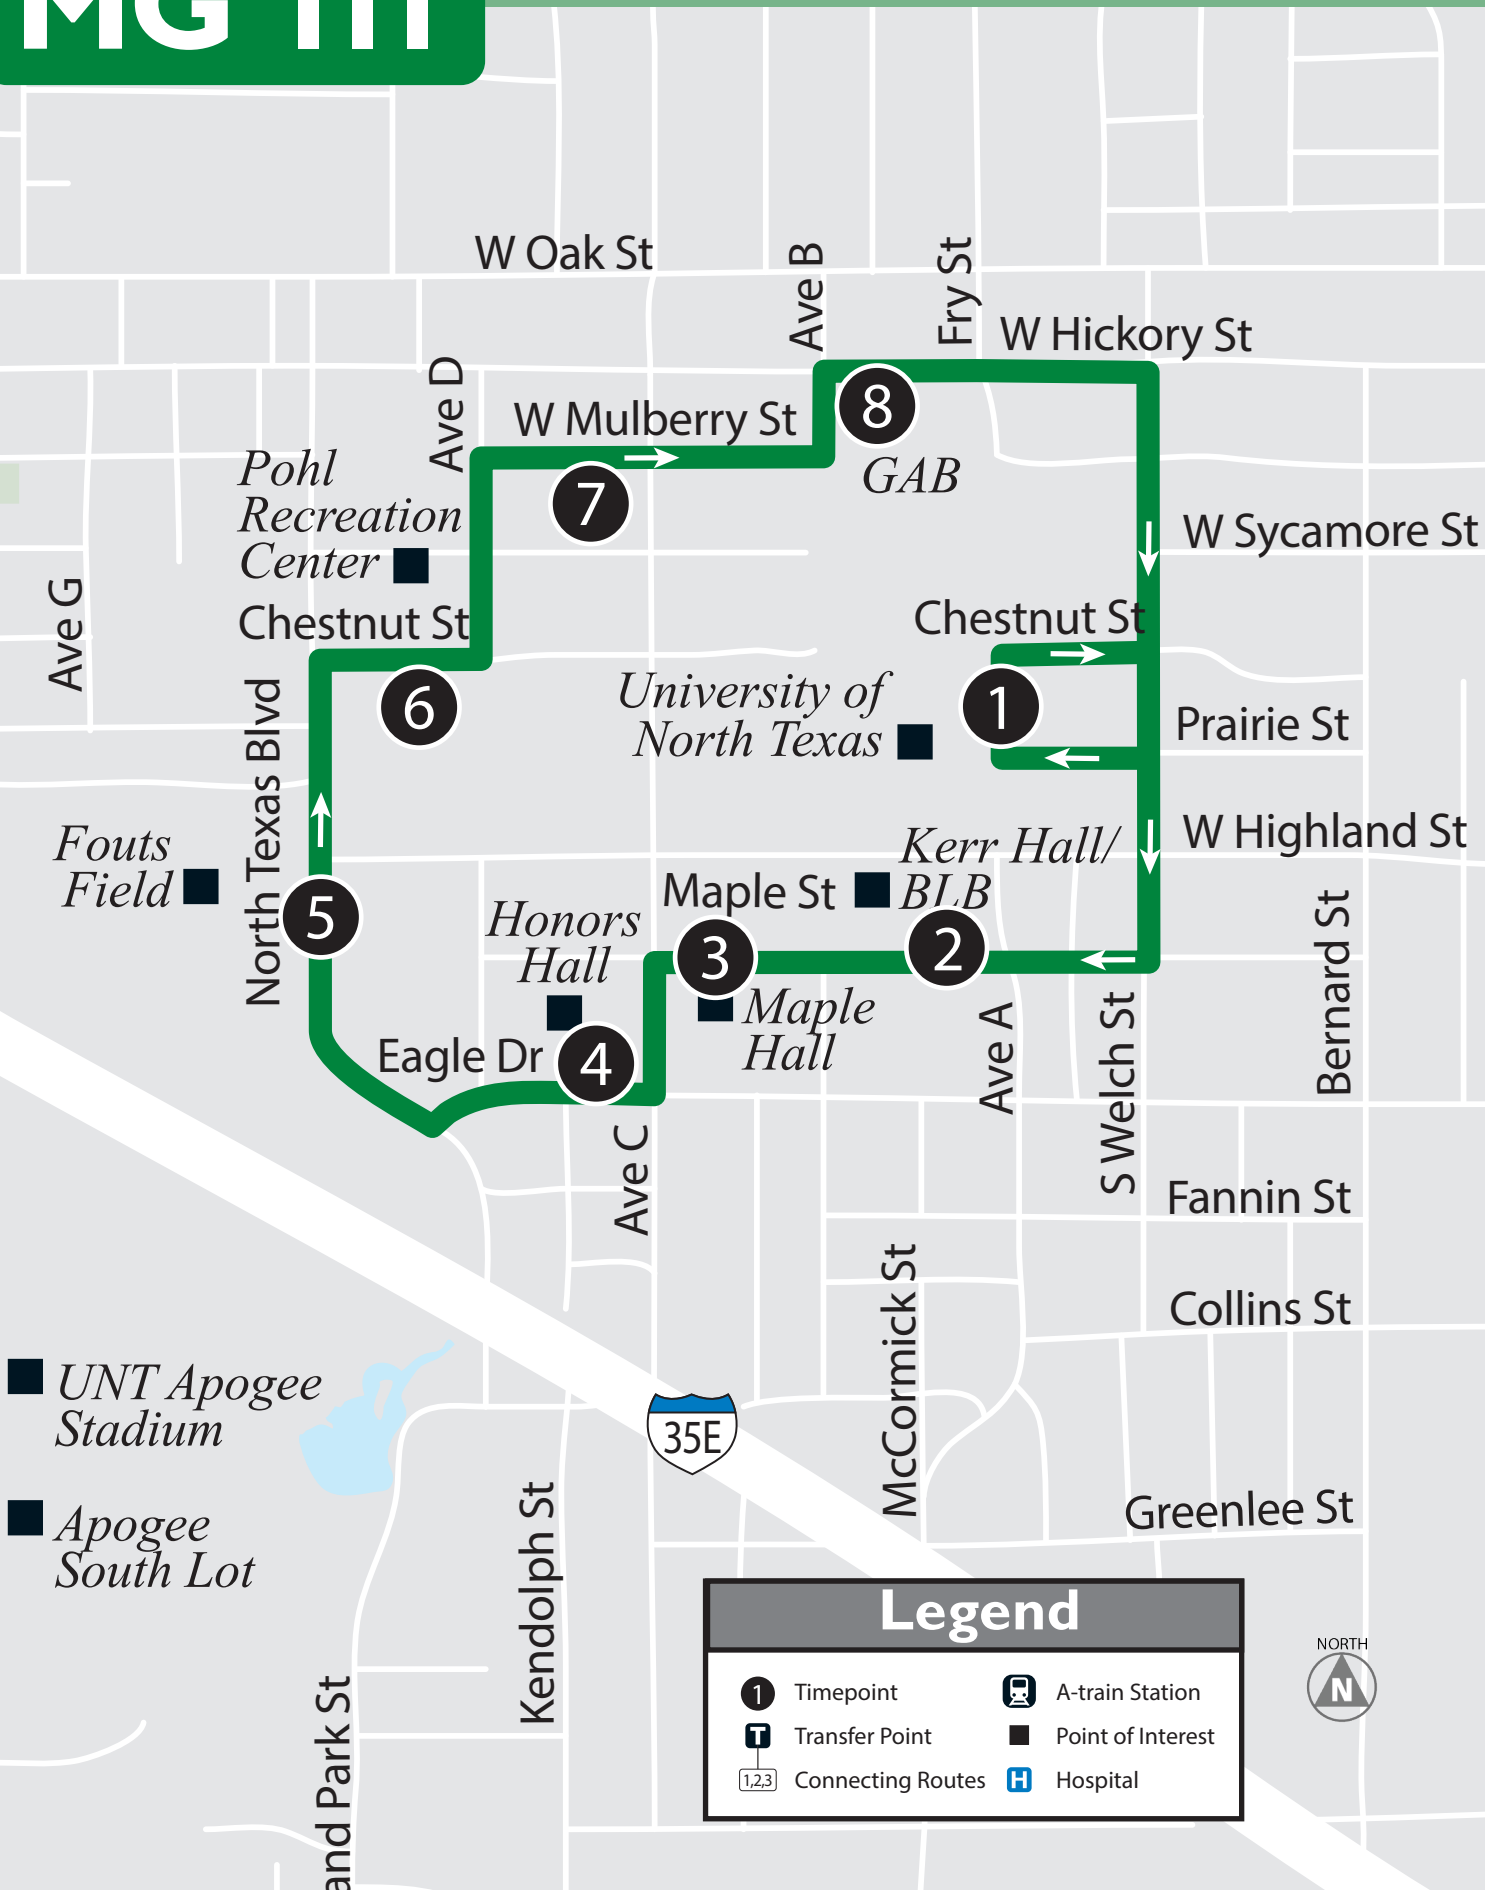 W Oak St
Ave B
Fry St
W Hickory St
Ave D
W Mulberry St
8
GAB
Pohl
Recreation
Center
7
W Sycamore St
Ave G
Chestnut St
Chestnut St
6
University of
North Texas
1
Prairie St
North Texas Blvd
Fouts
Field
5
W Highland St
Kerr Hall/
BLB
Maple St
2
3
Honors
Hall
Maple
Hall
Eagle Dr
4
Ave A
S Welch St
Bernard St
Ave C
Fannin St
McCormick St
Collins St
UNT Apogee
Stadium
35E
Apogee
South Lot
Kendolph St
Greenlee St
and Park St
Legend
1 Timepoint
A-train Station
T Transfer Point
Point of Interest
1,2,3 Connecting Routes
H Hospital
NORTH
N